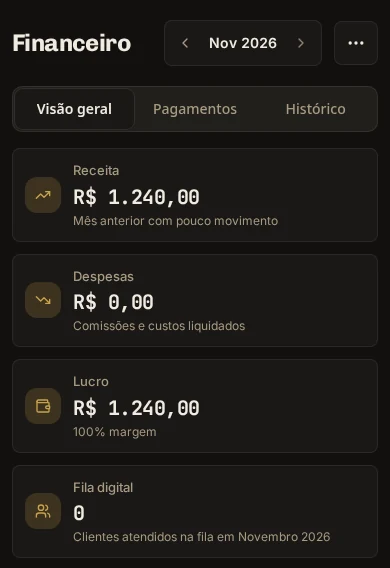 Financeiro
Nov 2026
Visão geral
Pagamentos
Histórico
Receita
R$ 1.240,00
Mês anterior com pouco movimento
Despesas
R$ 0,00
Comissões e custos liquidados
Lucro
R$ 1.240,00
100% margem
Fila digital
0
Clientes atendidos na fila em Novembro 2026